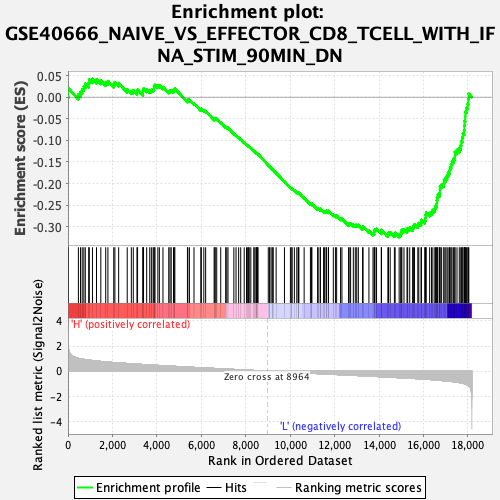 Enrichment plot:
GSE40666_NAIVE_VS_EFFECTOR_CD8_TCELL_WITH_IF
NA_STIM_90MIN_DN
Enrichment score (ES)
0.05
0.00
-0.05
-0.10
-0.15
-0.20
-0.25
-0.30
'H' (positively correlated)
Ranked list metric (Signal2Noise)
4
2
0
-2
-4
Zero cross at 8964
'L' (negatively correlated)
0 2,000 4,000 6,000 8,000 10,000 12,000 14,000 16,000 18,000
Rank in Ordered Dataset
Enrichment profile Hits Ranking metric scores